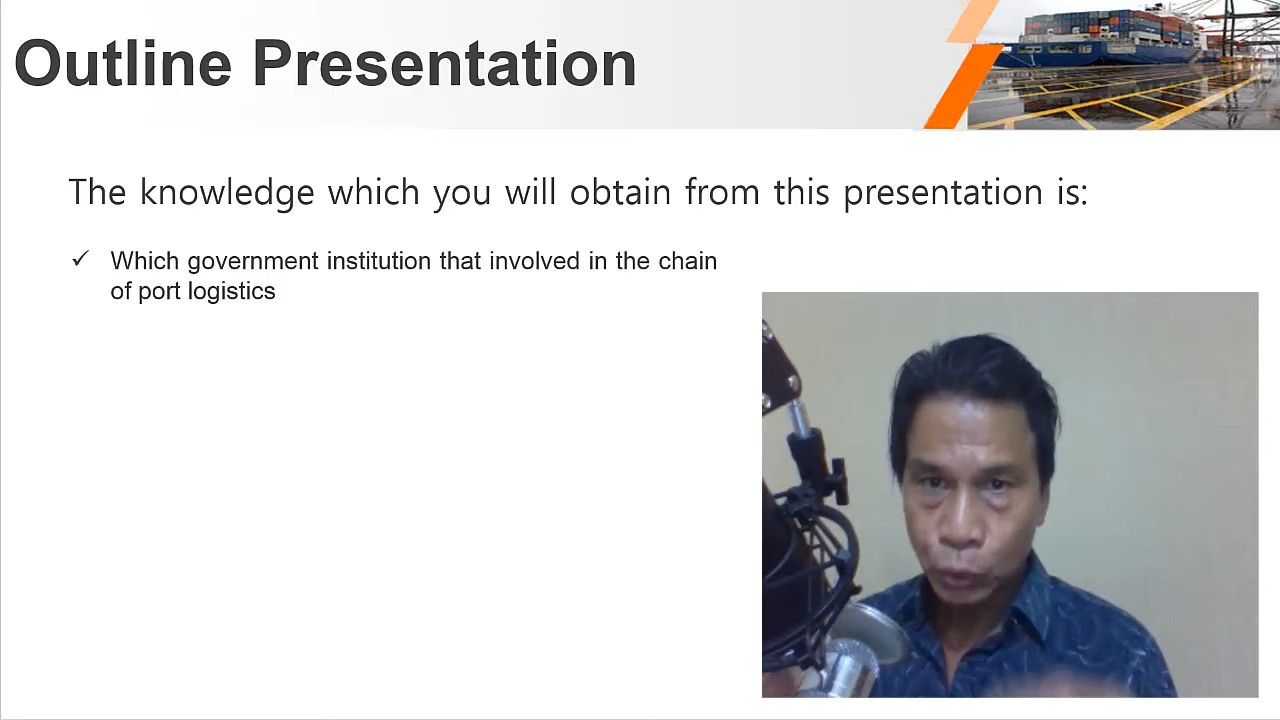 Outline Presentation
The knowledge which you will obtain from this presentation is:
✓ Which government institution that involved in the chain
of port logistics